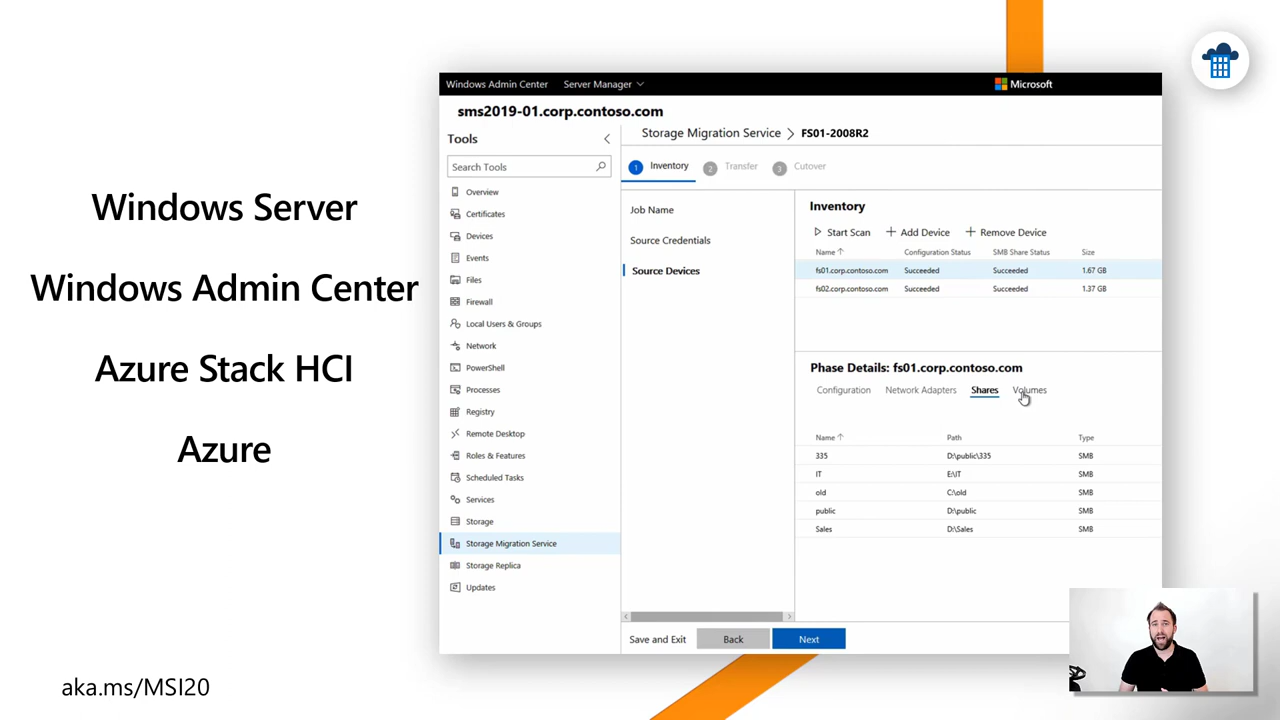 Windows Server
Windows Admin Center
Azure Stack HCI
Azure
aka.ms/MSI20
Windows Admin Center Server Manager Microsoft
sms2019-01.corp.contoso.com
Tools
Search Tools
Overview
Certificates
Devices
Events
Files
Firewall
Local Users & Groups
Network
PowerShell
Processes
Registry
Remote Desktop
Roles & Features
Scheduled Tasks
Services
Storage
Storage Migration Service
Storage Replica
Updates
Storage Migration Service > FS01-2008R2
1 Inventory 2 Transfer 3 Cutover
Job Name
Source Credentials
Source Devices
Inventory
Start Scan Add Device Remove Device
Name Configuration Status SMB Share Status Size
fs01.corp.contoso.com Succeeded Succeeded 1.67 GB
fs02.corp.contoso.com Succeeded Succeeded 1.37 GB
Phase Details: fs01.corp.contoso.com
Configuration Network Adapters Shares Volumes
Name Path Type
335 D:\public\335 SMB
IT E:\IT SMB
old C:\old SMB
public D:\public SMB
Sales D:\Sales SMB
Save and Exit Back Next